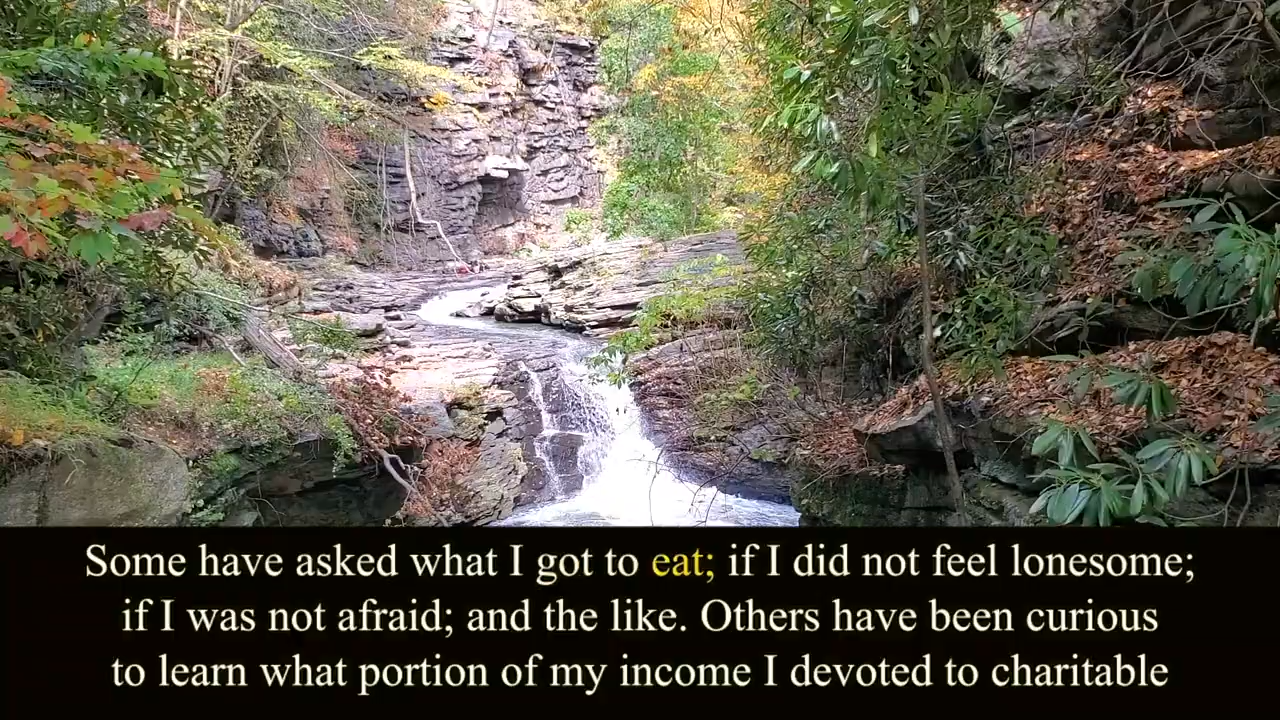 Some have asked what I got to eat; if I did not feel lonesome;
if I was not afraid; and the like. Others have been curious
to learn what portion of my income I devoted to charitable